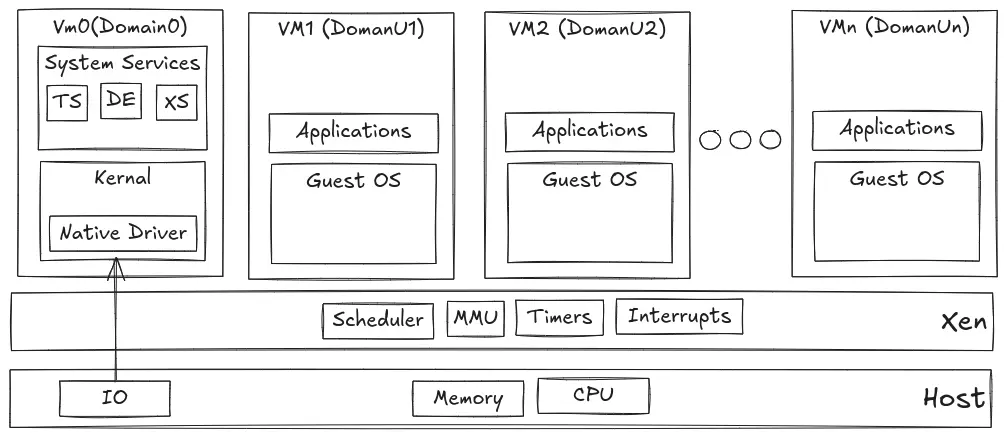 Vm0(Domain0)
System Services
TS
DE
XS
Kernal
Native Driver
VM1 (DomanU1)
Applications
Guest OS
VM2 (DomanU2)
Applications
Guest OS
VMn (DomanUn)
Applications
Guest OS
Scheduler
MMU
Timers
Interrupts
Xen
IO
Memory
CPU
Host